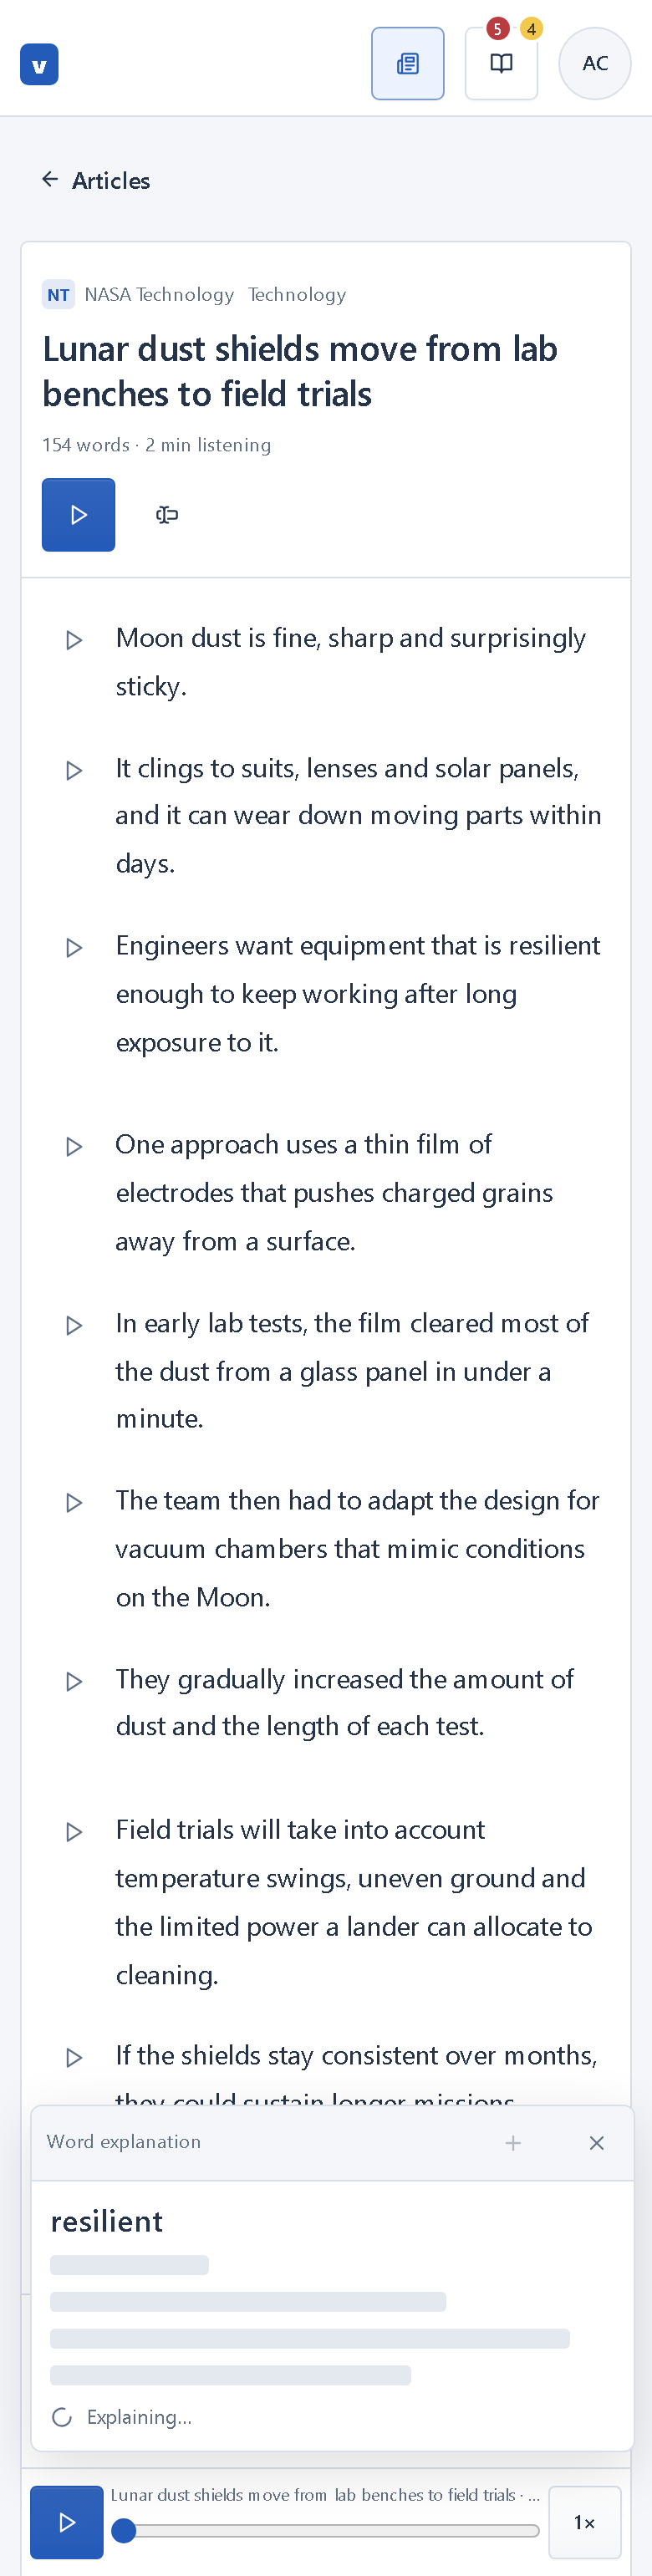 v
5
4
AC
Articles
NT NASA Technology Technology
Lunar dust shields move from lab
benches to field trials
154 words · 2 min listening
Moon dust is fine, sharp and surprisingly
sticky.
It clings to suits, lenses and solar panels,
and it can wear down moving parts within
days.
Engineers want equipment that is resilient
enough to keep working after long
exposure to it.
One approach uses a thin film of
electrodes that pushes charged grains
away from a surface.
In early lab tests, the film cleared most of
the dust from a glass panel in under a
minute.
The team then had to adapt the design for
vacuum chambers that mimic conditions
on the Moon.
They gradually increased the amount of
dust and the length of each test.
Field trials will take into account
temperature swings, uneven ground and
the limited power a lander can allocate to
cleaning.
If the shields stay consistent over months,
they could sustain longer missions
Word explanation
resilient
Explaining...
Lunar dust shields move from lab benches to field trials · ...
1×